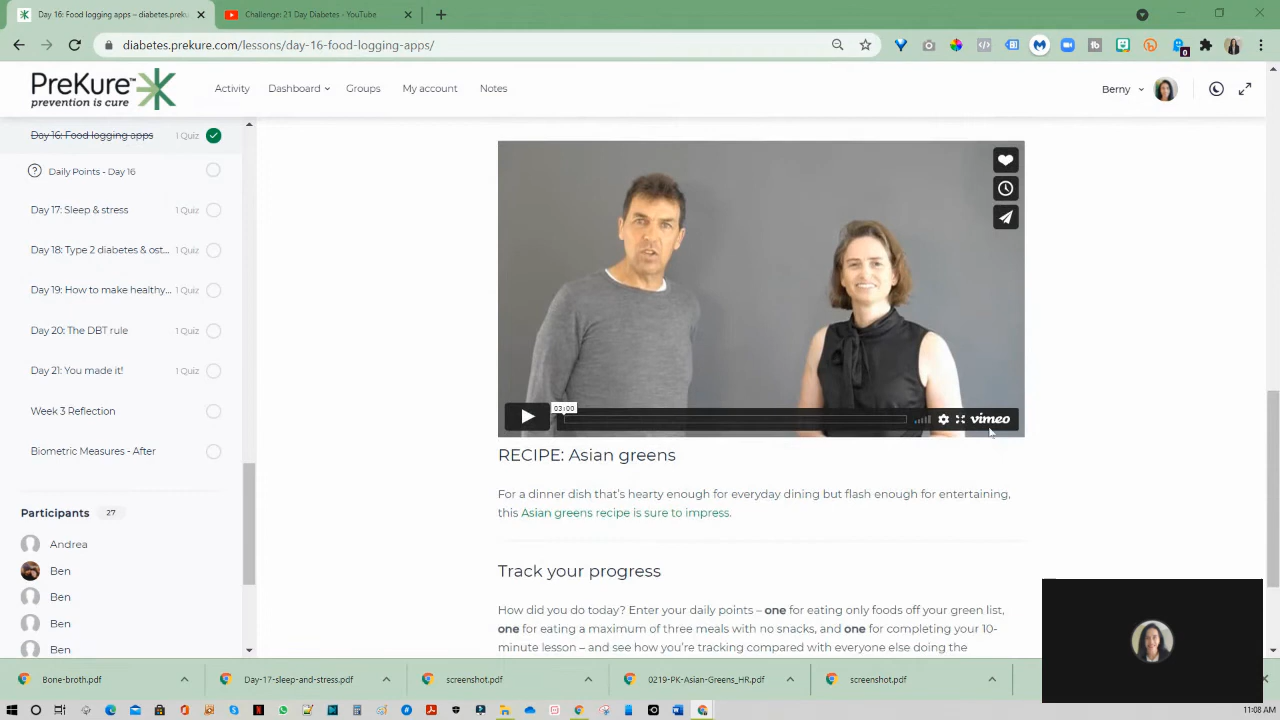 Day 16: Food logging apps – diabetes.prekure
Challenge: 21 Day Diabetes - YouTube
diabetes.prekure.com/lessons/day-16-food-logging-apps/
0
PreKure™
prevention is cure
Activity
Dashboard
Groups
My account
Notes
Berny
Day 16: Food logging apps
1 Quiz
Daily Points - Day 16
Day 17: Sleep & stress
1 Quiz
Day 18: Type 2 diabetes & ost...
1 Quiz
Day 19: How to make healthy...
1 Quiz
Day 20: The DBT rule
1 Quiz
Day 21: You made it!
1 Quiz
Week 3 Reflection
Biometric Measures - After
Participants 27
Andrea
Ben
Ben
Ben
Ben
03:00
vimeo
RECIPE: Asian greens
For a dinner dish that's hearty enough for everyday dining but flash enough for entertaining,
this Asian greens recipe is sure to impress.
Track your progress
How did you do today? Enter your daily points – one for eating only foods off your green list,
one for eating a maximum of three meals with no snacks, and one for completing your 10-
minute lesson – and see how you're tracking compared with everyone else doing the
Bone-broth.pdf
Day-17-sleep-and-stress.pdf
screenshot.pdf
0219-PK-Asian-Greens_HR.pdf
screenshot.pdf
11:08 AM